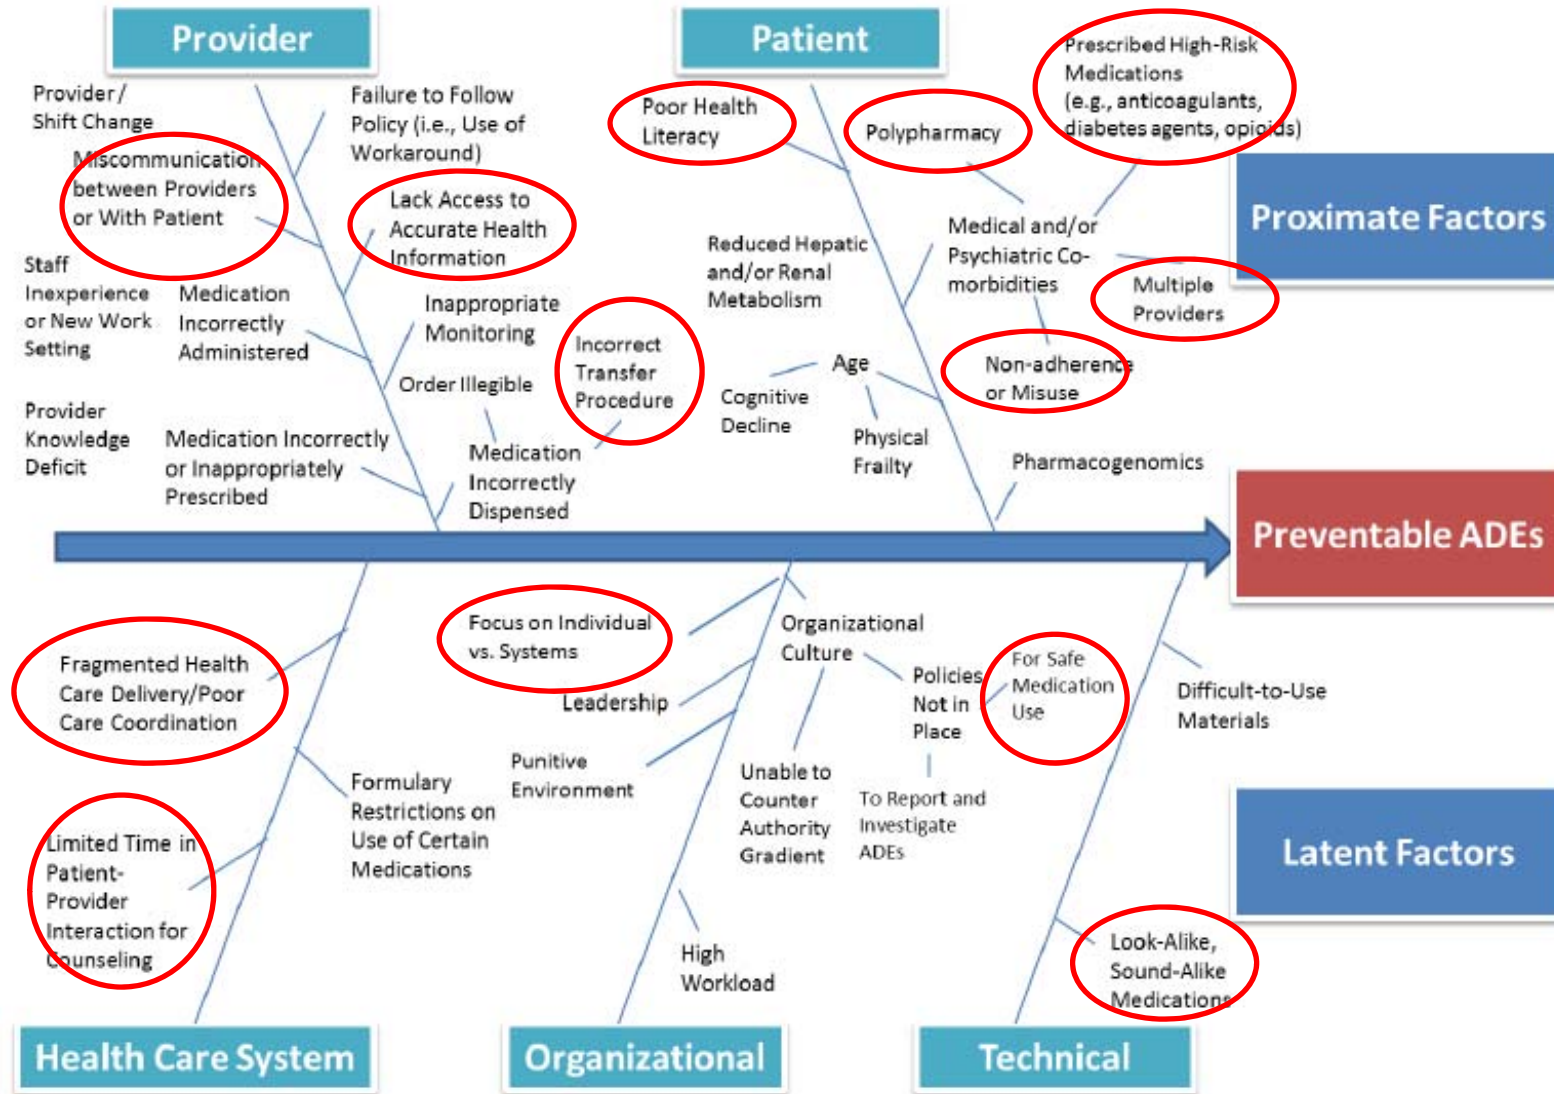 Provider
Patient
Provider /
Shift Change
Failure to Follow
Policy (i.e., Use of
Workaround)
Miscommunication
between Providers
or With Patient
Lack Access to
Accurate Health
Information
Staff
Inexperience
or New Work
Setting
Medication
Incorrectly
Administered
Inappropriate
Monitoring
Incorrect
Transfer
Procedure
Order Illegible
Provider
Knowledge
Deficit
Medication Incorrectly
or Inappropriately
Prescribed
Medication
Incorrectly
Dispensed
Poor Health
Literacy
Polypharmacy
Prescribed High-Risk
Medications
(e.g., anticoagulants,
diabetes agents, opioids)
Reduced Hepatic
and/or Renal
Metabolism
Medical and/or
Psychiatric Co-
morbidities
Multiple
Providers
Non-adherence
or Misuse
Age
Cognitive
Decline
Physical
Frailty
Pharmacogenomics
Proximate Factors
Preventable ADEs
Latent Factors
Fragmented Health
Care Delivery/Poor
Care Coordination
Limited Time in
Patient-
Provider
Interaction for
Counseling
Formulary
Restrictions on
Use of Certain
Medications
Focus on Individual
vs. Systems
Leadership
Punitive
Environment
Organizational
Culture
Policies
Not in
Place
For Safe
Medication
Use
Unable to
Counter
Authority
Gradient
To Report and
Investigate
ADEs
High
Workload
Difficult-to-Use
Materials
Look-Alike,
Sound-Alike
Medications
Health Care System
Organizational
Technical